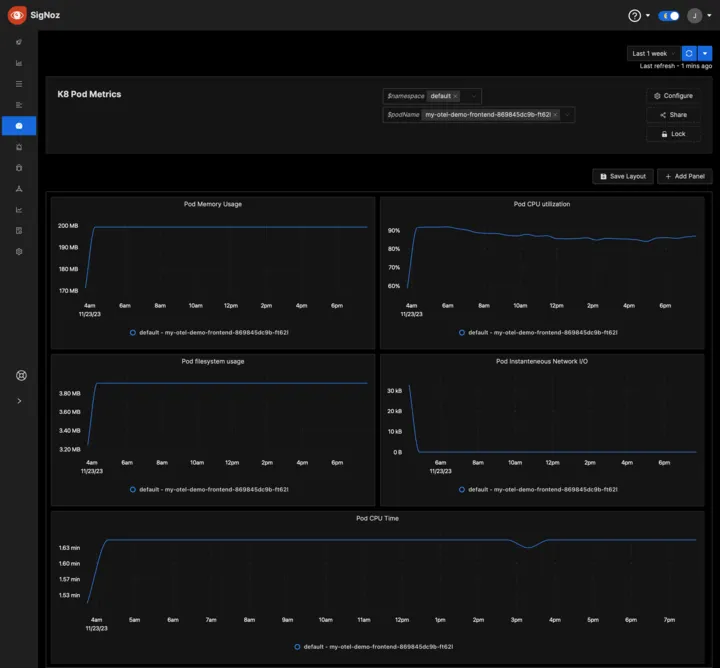 SigNoz
J
Last 1 week
Last refresh - 1 mins ago
K8 Pod Metrics
$namespace default ×
Configure
$podName my-otel-demo-frontend-869845dc9b-ft62l ×
Share
Lock
Save Layout
+ Add Panel
Pod Memory Usage
200 MB
190 MB
180 MB
170 MB
4am 6am 8am 10am 12pm 2pm 4pm 6pm
11/23/23
default - my-otel-demo-frontend-869845dc9b-ft62l
Pod CPU utilization
90%
80%
70%
60%
4am 6am 8am 10am 12pm 2pm 4pm 6pm
11/23/23
default - my-otel-demo-frontend-869845dc9b-ft62l
Pod filesystem usage
3.80 MB
3.60 MB
3.40 MB
3.20 MB
4am 6am 8am 10am 12pm 2pm 4pm 6pm
11/23/23
default - my-otel-demo-frontend-869845dc9b-ft62l
Pod Instanteneous Network I/O
30 kB
20 kB
10 kB
0 B
6am 8am 10am 12pm 2pm 4pm 6pm
11/23/23
default - my-otel-demo-frontend-869845dc9b-ft62l
Pod CPU Time
1.63 min
1.60 min
1.57 min
1.53 min
4am 5am 6am 7am 8am 9am 10am 11am 12pm 1pm 2pm 3pm 4pm 5pm 6pm 7pm
11/23/23
default - my-otel-demo-frontend-869845dc9b-ft62l